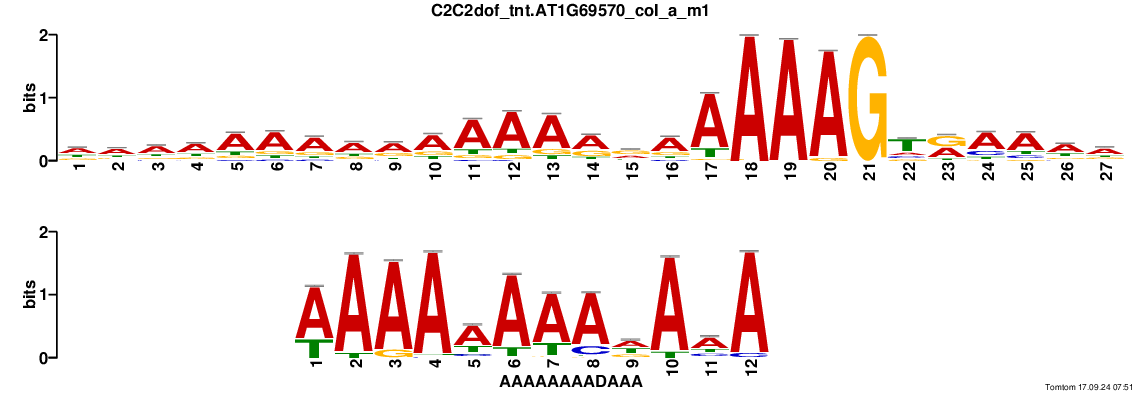 C2C2dof_tnt.AT1G69570_col_a_m1
2
1
0
bits
1 2 3 4 5 6 7 8 9 10 11 12 13 14 15 16 17 18 19 20 21 22 23 24 25 26 27
2
1
0
bits
1 2 3 4 5 6 7 8 9 10 11 12
AAAAAAAADAAA
Tomtom 17.09.24 07:51